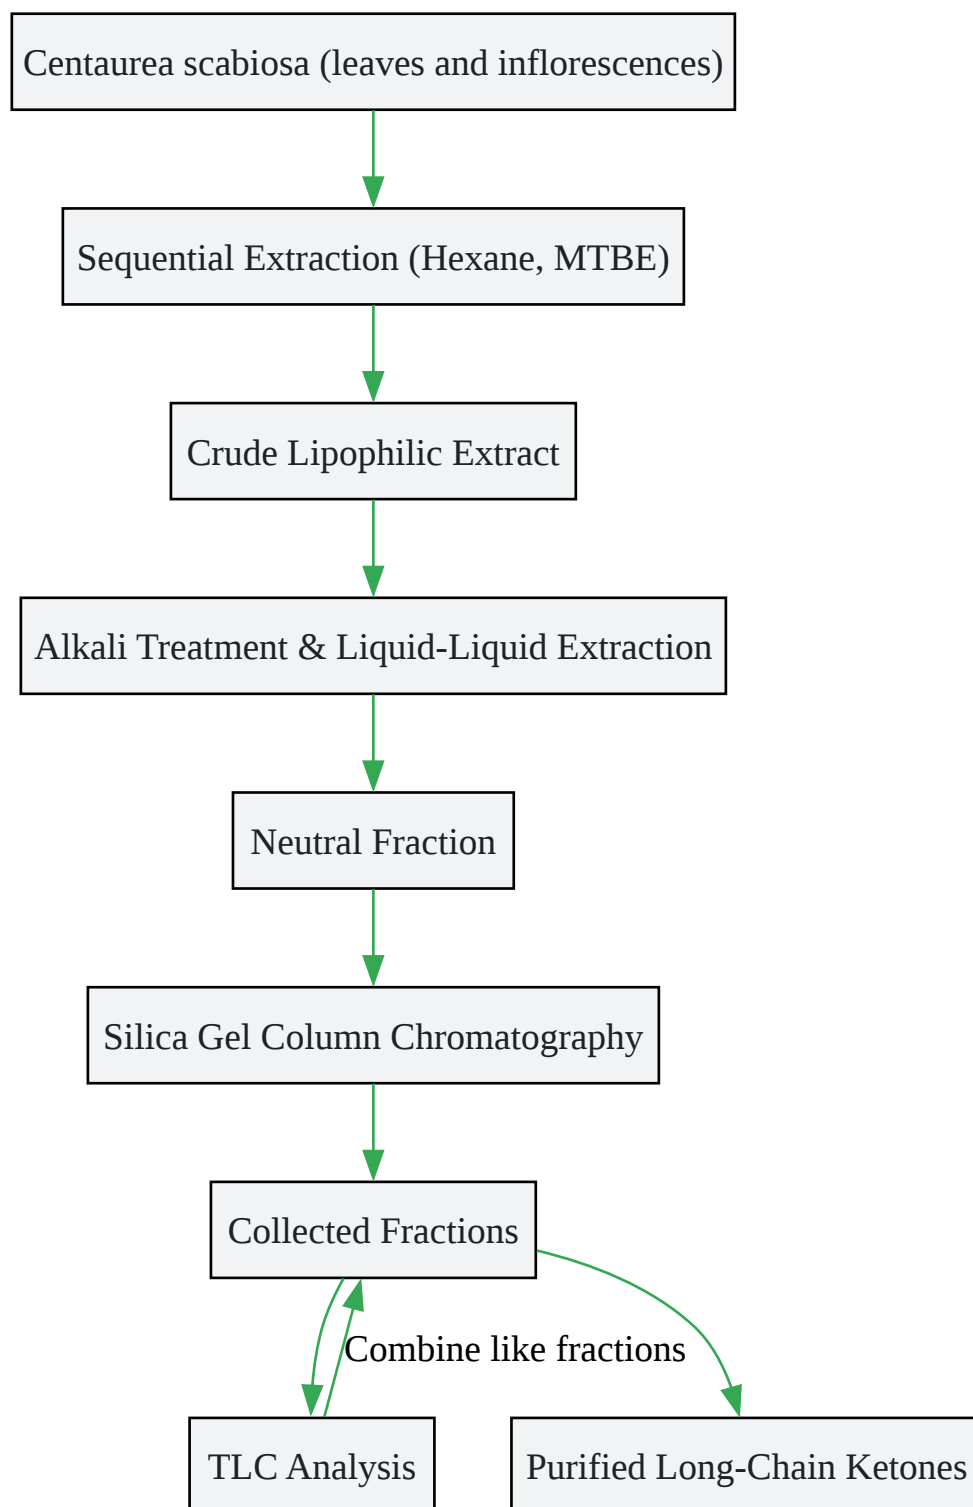 Centaurea scabiosa (leaves and inflorescences)
Sequential Extraction (Hexane, MTBE)
Crude Lipophilic Extract
Alkali Treatment & Liquid-Liquid Extraction
Neutral Fraction
Silica Gel Column Chromatography
Collected Fractions
Combine like fractions
TLC Analysis
Purified Long-Chain Ketones